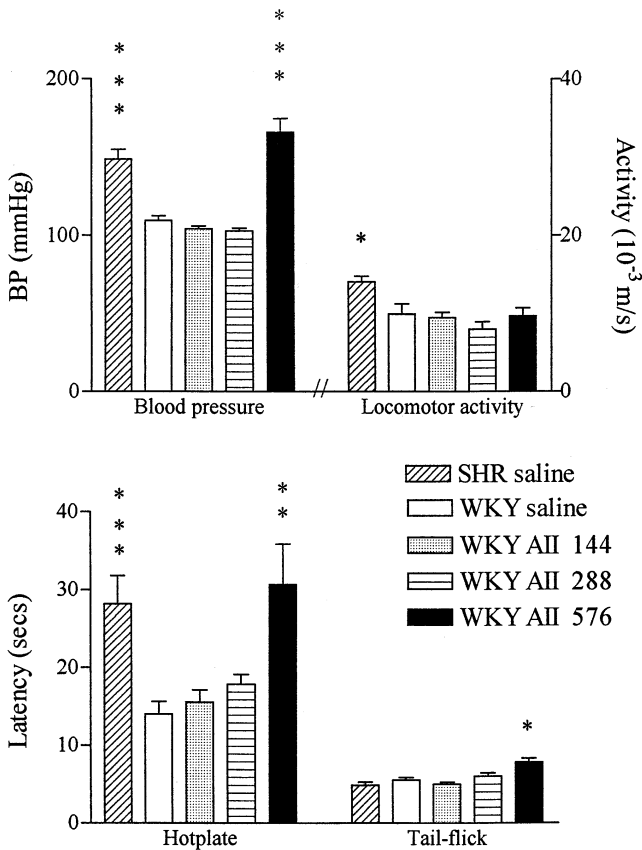 * *
* *
* *
200 40
BP (mmHg)
100 * 20
Activity (10⁻³ m/s)
0 // 0
Blood pressure Locomotor activity
SHR saline
WKY saline
WKY AII 144
WKY AII 288
WKY AII 576
* *
* *
*
40
30
Latency (secs)
20
10 *
0
Hotplate Tail-flick